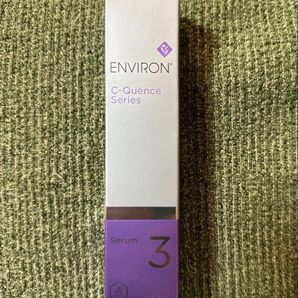 ENVIRON®
C-Quence
Series
Serum 3
A